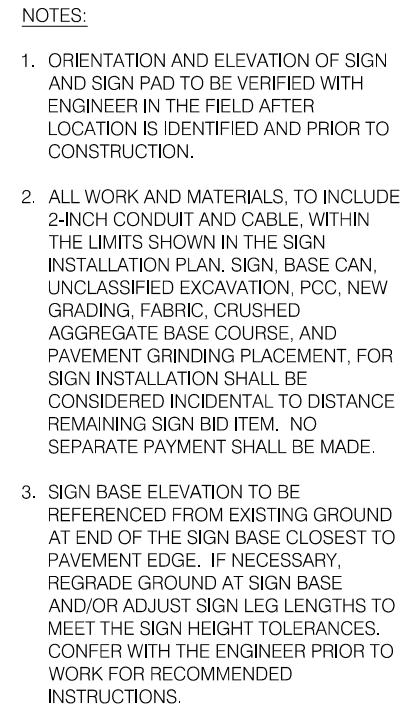 NOTES:
1. ORIENTATION AND ELEVATION OF SIGN
AND SIGN PAD TO BE VERIFIED WITH
ENGINEER IN THE FIELD AFTER
LOCATION IS IDENTIFIED AND PRIOR TO
CONSTRUCTION.
2. ALL WORK AND MATERIALS, TO INCLUDE
2-INCH CONDUIT AND CABLE, WITHIN
THE LIMITS SHOWN IN THE SIGN
INSTALLATION PLAN. SIGN, BASE CAN,
UNCLASSIFIED EXCAVATION, PCC, NEW
GRADING, FABRIC, CRUSHED
AGGREGATE BASE COURSE, AND
PAVEMENT GRINDING PLACEMENT, FOR
SIGN INSTALLATION SHALL BE
CONSIDERED INCIDENTAL TO DISTANCE
REMAINING SIGN BID ITEM. NO
SEPARATE PAYMENT SHALL BE MADE.
3. SIGN BASE ELEVATION TO BE
REFERENCED FROM EXISTING GROUND
AT END OF THE SIGN BASE CLOSEST TO
PAVEMENT EDGE. IF NECESSARY,
REGRADE GROUND AT SIGN BASE
AND/OR ADJUST SIGN LEG LENGTHS TO
MEET THE SIGN HEIGHT TOLERANCES.
CONFER WITH THE ENGINEER PRIOR TO
WORK FOR RECOMMENDED
INSTRUCTIONS.